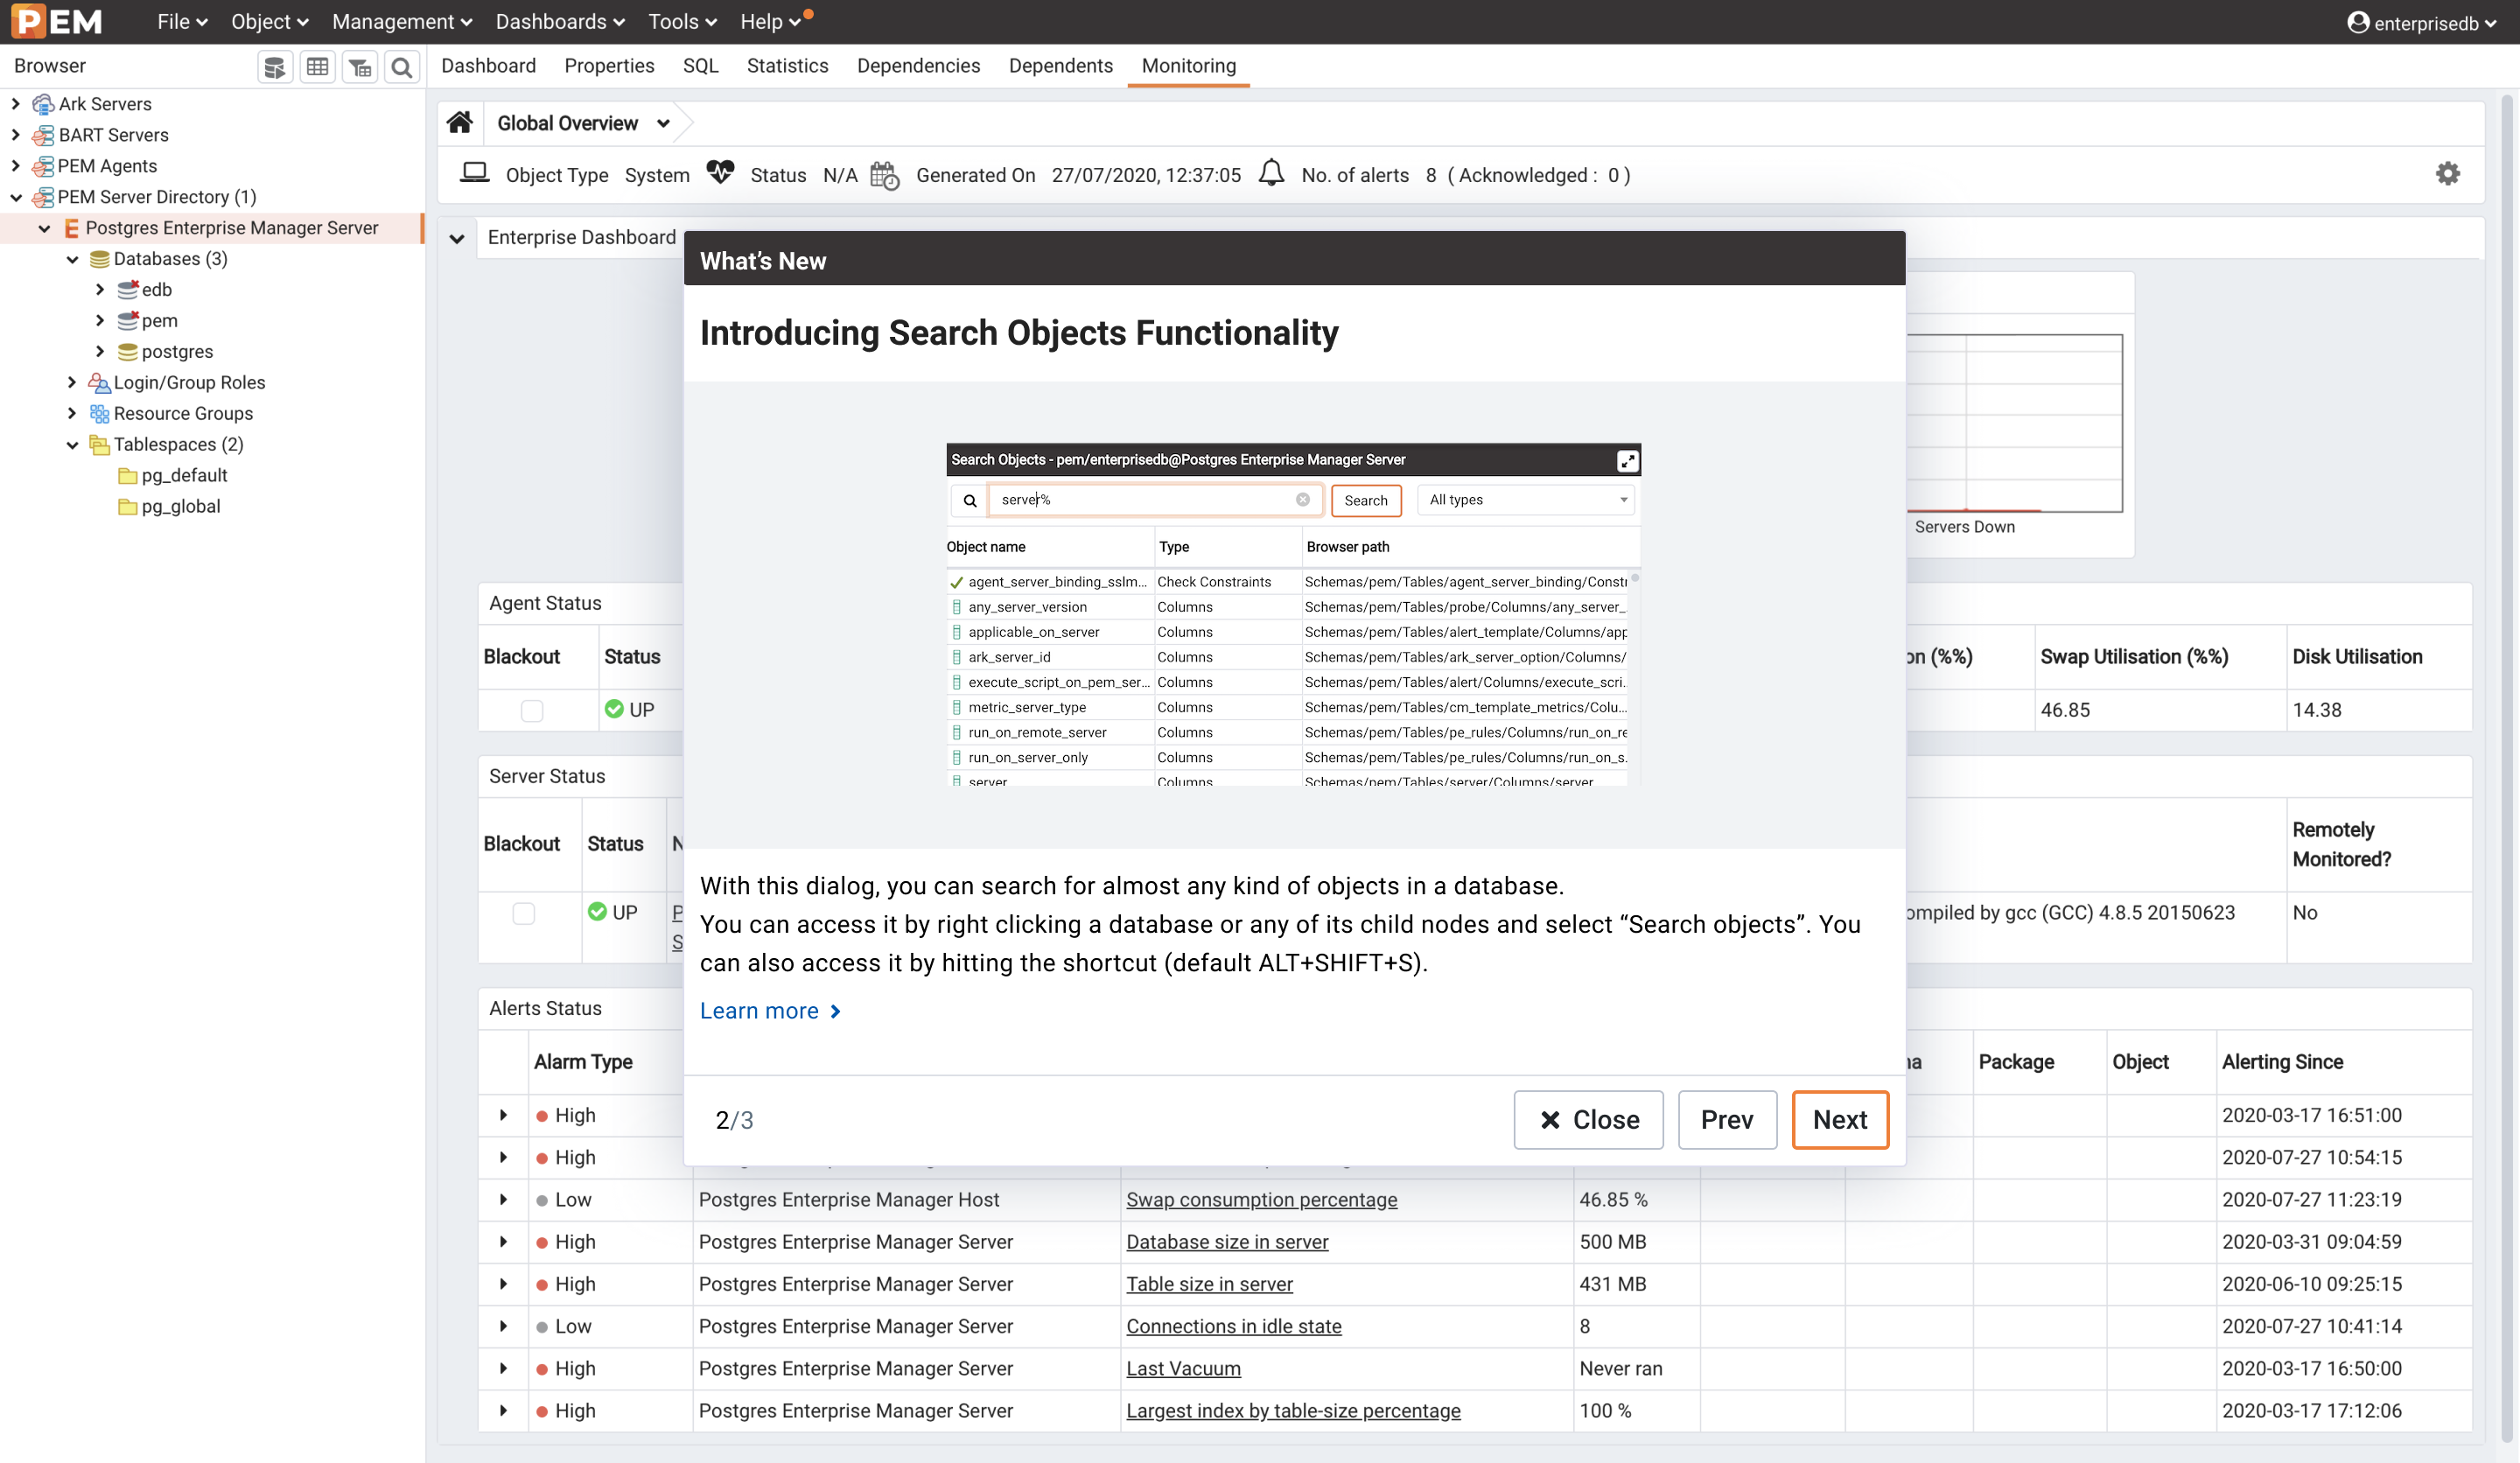 PEM File Object Management Dashboards Tools Help enterprisedb
Browser Dashboard Properties SQL Statistics Dependencies Dependents Monitoring
Ark Servers
BART Servers
PEM Agents
PEM Server Directory (1)
Postgres Enterprise Manager Server
Databases (3)
edb
pem
postgres
Login/Group Roles
Resource Groups
Tablespaces (2)
pg_default
pg_global
Global Overview
Object Type System Status N/A Generated On 27/07/2020, 12:37:05 No. of alerts 8 ( Acknowledged : 0 )
Enterprise Dashboard
What’s New
Introducing Search Objects Functionality
Search Objects - pem/enterprisedb@Postgres Enterprise Manager Server
server% Search All types
Object name Type Browser path
agent_server_binding_sslm... Check Constraints Schemas/pem/Tables/agent_server_binding/Constr
any_server_version Columns Schemas/pem/Tables/probe/Columns/any_server_.
applicable_on_server Columns Schemas/pem/Tables/alert_template/Columns/app
ark_server_id Columns Schemas/pem/Tables/ark_server_option/Columns/
execute_script_on_pem_ser... Columns Schemas/pem/Tables/alert/Columns/execute_scri.
metric_server_type Columns Schemas/pem/Tables/cm_template_metrics/Colu...
run_on_remote_server Columns Schemas/pem/Tables/pe_rules/Columns/run_on_re
run_on_server_only Columns Schemas/pem/Tables/pe_rules/Columns/run_on_s.
server Columns Schemas/pem/Tables/server/Columns/server
With this dialog, you can search for almost any kind of objects in a database.
You can access it by right clicking a database or any of its child nodes and select “Search objects”. You
can also access it by hitting the shortcut (default ALT+SHIFT+S).
Learn more
2/3 Close Prev Next
Servers Down
Agent Status
Blackout Status on (%%) Swap Utilisation (%%) Disk Utilisation
UP 46.85 14.38
Server Status
Blackout Status N Remotely
Monitored?
UP P ompiled by gcc (GCC) 4.8.5 20150623 No
S
Alerts Status
Alarm Type na Package Object Alerting Since
High 2020-03-17 16:51:00
High 2020-07-27 10:54:15
Low Postgres Enterprise Manager Host Swap consumption percentage 46.85 % 2020-07-27 11:23:19
High Postgres Enterprise Manager Server Database size in server 500 MB 2020-03-31 09:04:59
High Postgres Enterprise Manager Server Table size in server 431 MB 2020-06-10 09:25:15
Low Postgres Enterprise Manager Server Connections in idle state 8 2020-07-27 10:41:14
High Postgres Enterprise Manager Server Last Vacuum Never ran 2020-03-17 16:50:00
High Postgres Enterprise Manager Server Largest index by table-size percentage 100 % 2020-03-17 17:12:06